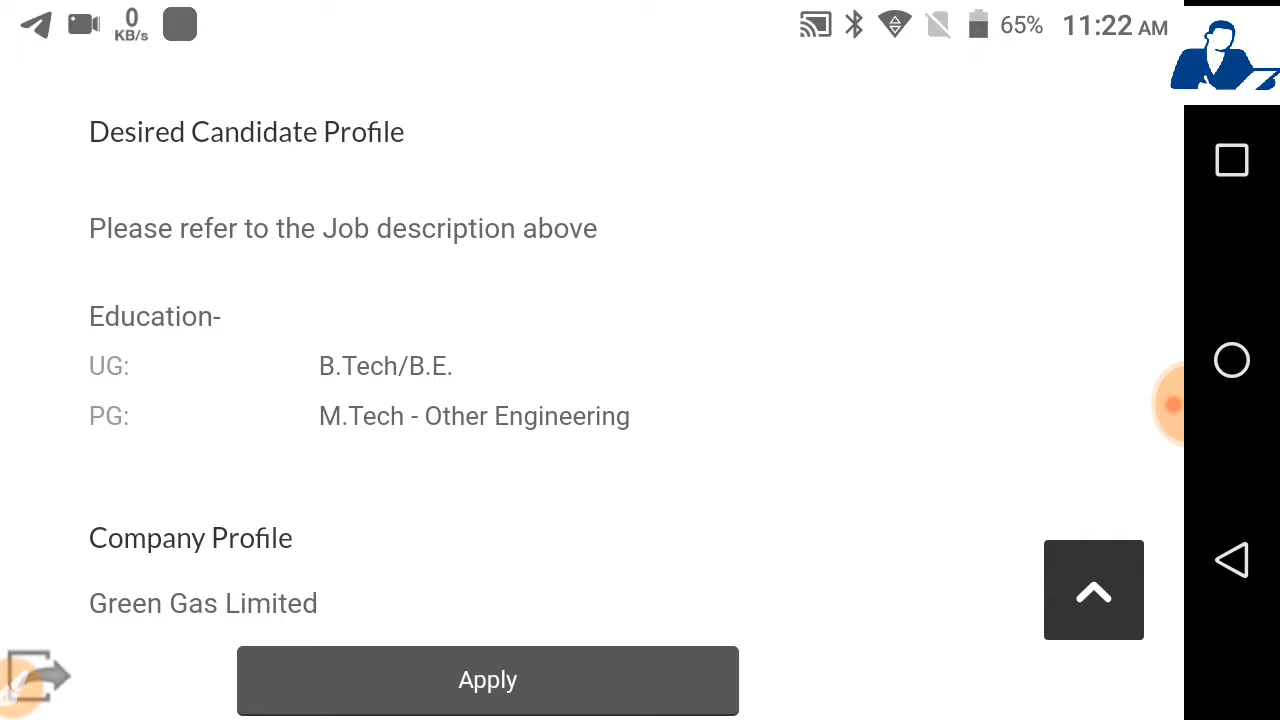 0
KB/s
65% 11:22 AM
Desired Candidate Profile
Please refer to the Job description above
Education-
UG: B.Tech/B.E.
PG: M.Tech - Other Engineering
Company Profile
Green Gas Limited
Apply